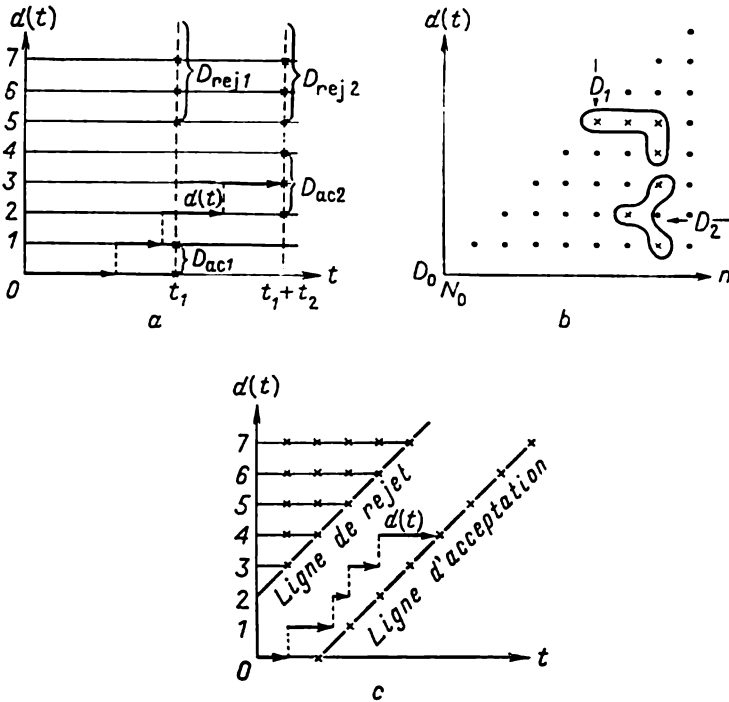 d(t)
7
6
5
4
3
2
1
0
D_rej1
D_rej2
D_ac2
D_ac1
d(t)
t_1
t_1 + t_2
t
a
d(t)
D_1
D_2
D_0
N_0
n
b
d(t)
7
6
5
4
3
2
1
0
Ligne de rejet
d(t)
Ligne d'acceptation
t
c